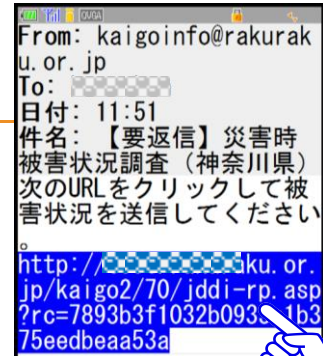 From: kaigoinfo@rakurak
u.or.jp
To:
日付: 11:51
件名: 【要返信】災害時
被害状況調査(神奈川県)
次のURLをクリックして被
害状況を送信してください
。
http://ku.or.
jp/kaigo2/70/jddi-rp.asp
?rc=7893b3f1032b093 1b3
75eedbeaa53a